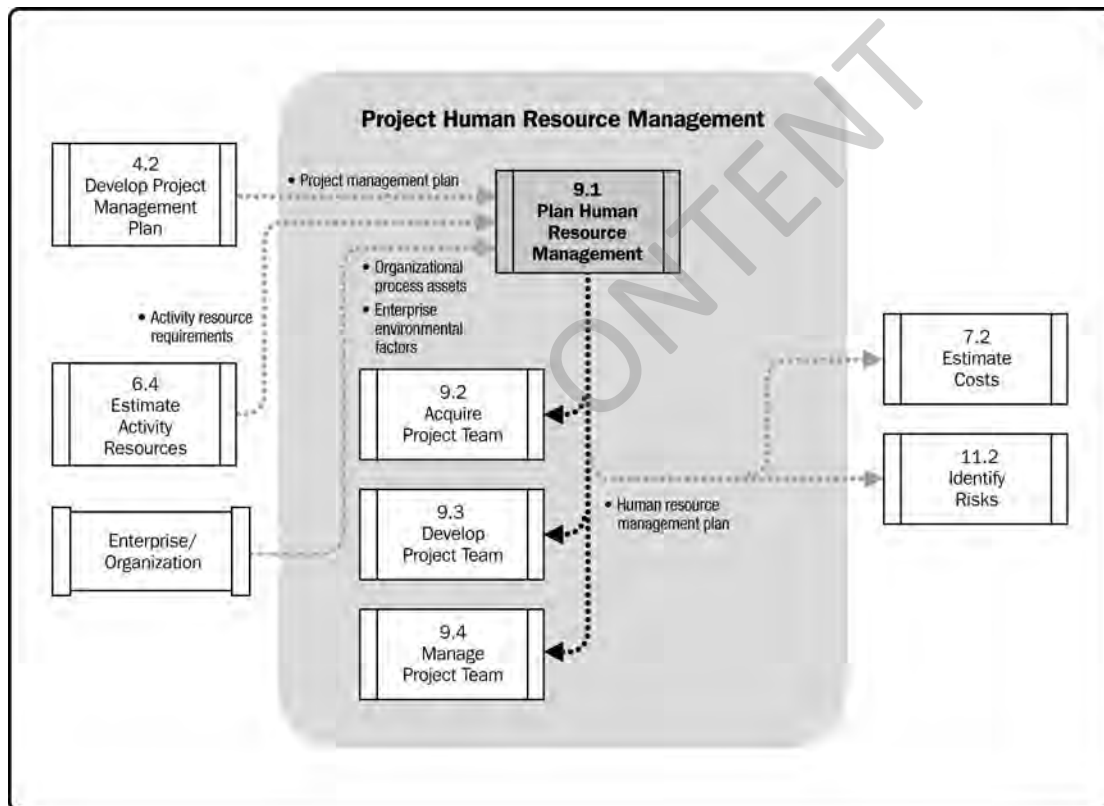 Project Human Resource Management
4.2
Develop Project
Management
Plan
• Project management plan
9.1
Plan Human
Resource
Management
• Organizational
process assets
• Enterprise
environmental
factors
• Activity resource
requirements
6.4
Estimate
Activity
Resources
9.2
Acquire
Project Team
7.2
Estimate
Costs
11.2
Identify
Risks
• Human resource
management plan
Enterprise/
Organization
9.3
Develop
Project Team
9.4
Manage
Project Team
ONTENT